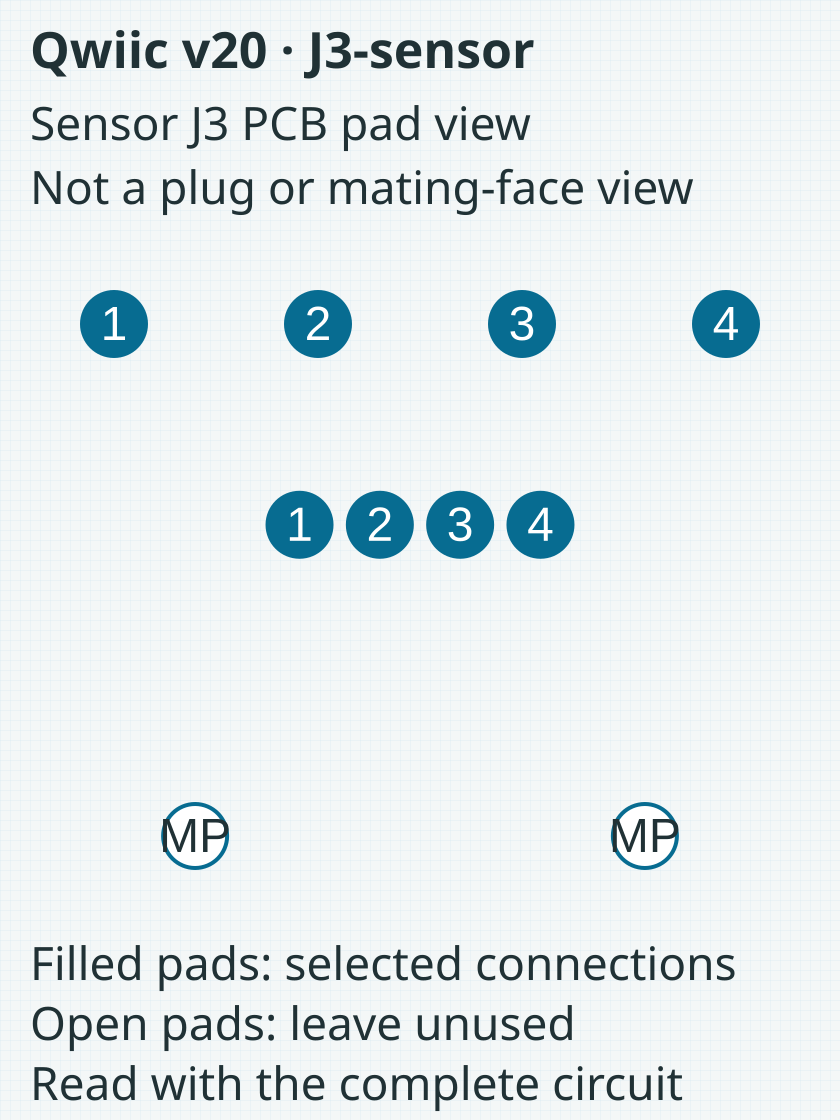 Qwiic v20 · J3-sensor
Sensor J3 PCB pad view
Not a plug or mating-face view
1 2 3 4
1 2 3 4
MP MP
Filled pads: selected connections
Open pads: leave unused
Read with the complete circuit